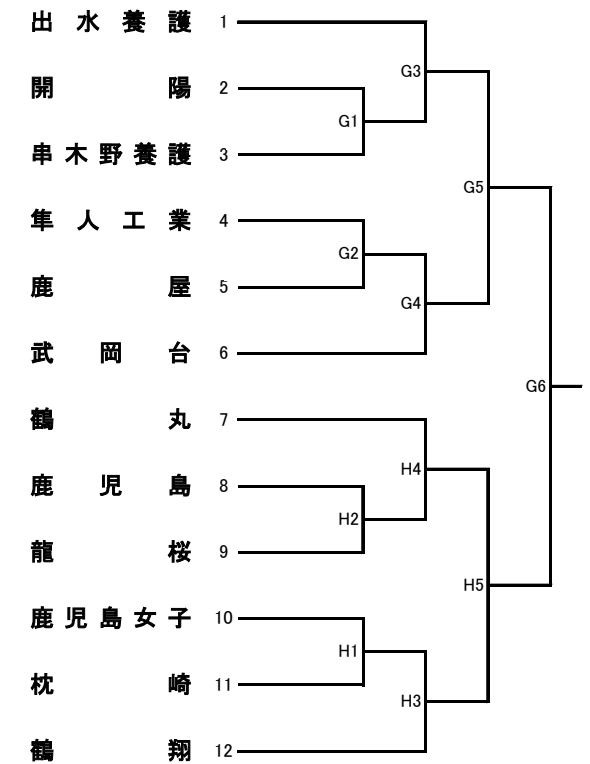 出水養護 1
G3
開陽 2
G1
串木野養護 3
G5
隼人工業 4
G2
鹿屋 5
G4
武岡台 6
G6
鶴丸 7
H4
鹿児島 8
H2
龍桜 9
H5
鹿児島女子 10
H1
枕崎 11
H3
鶴翔 12